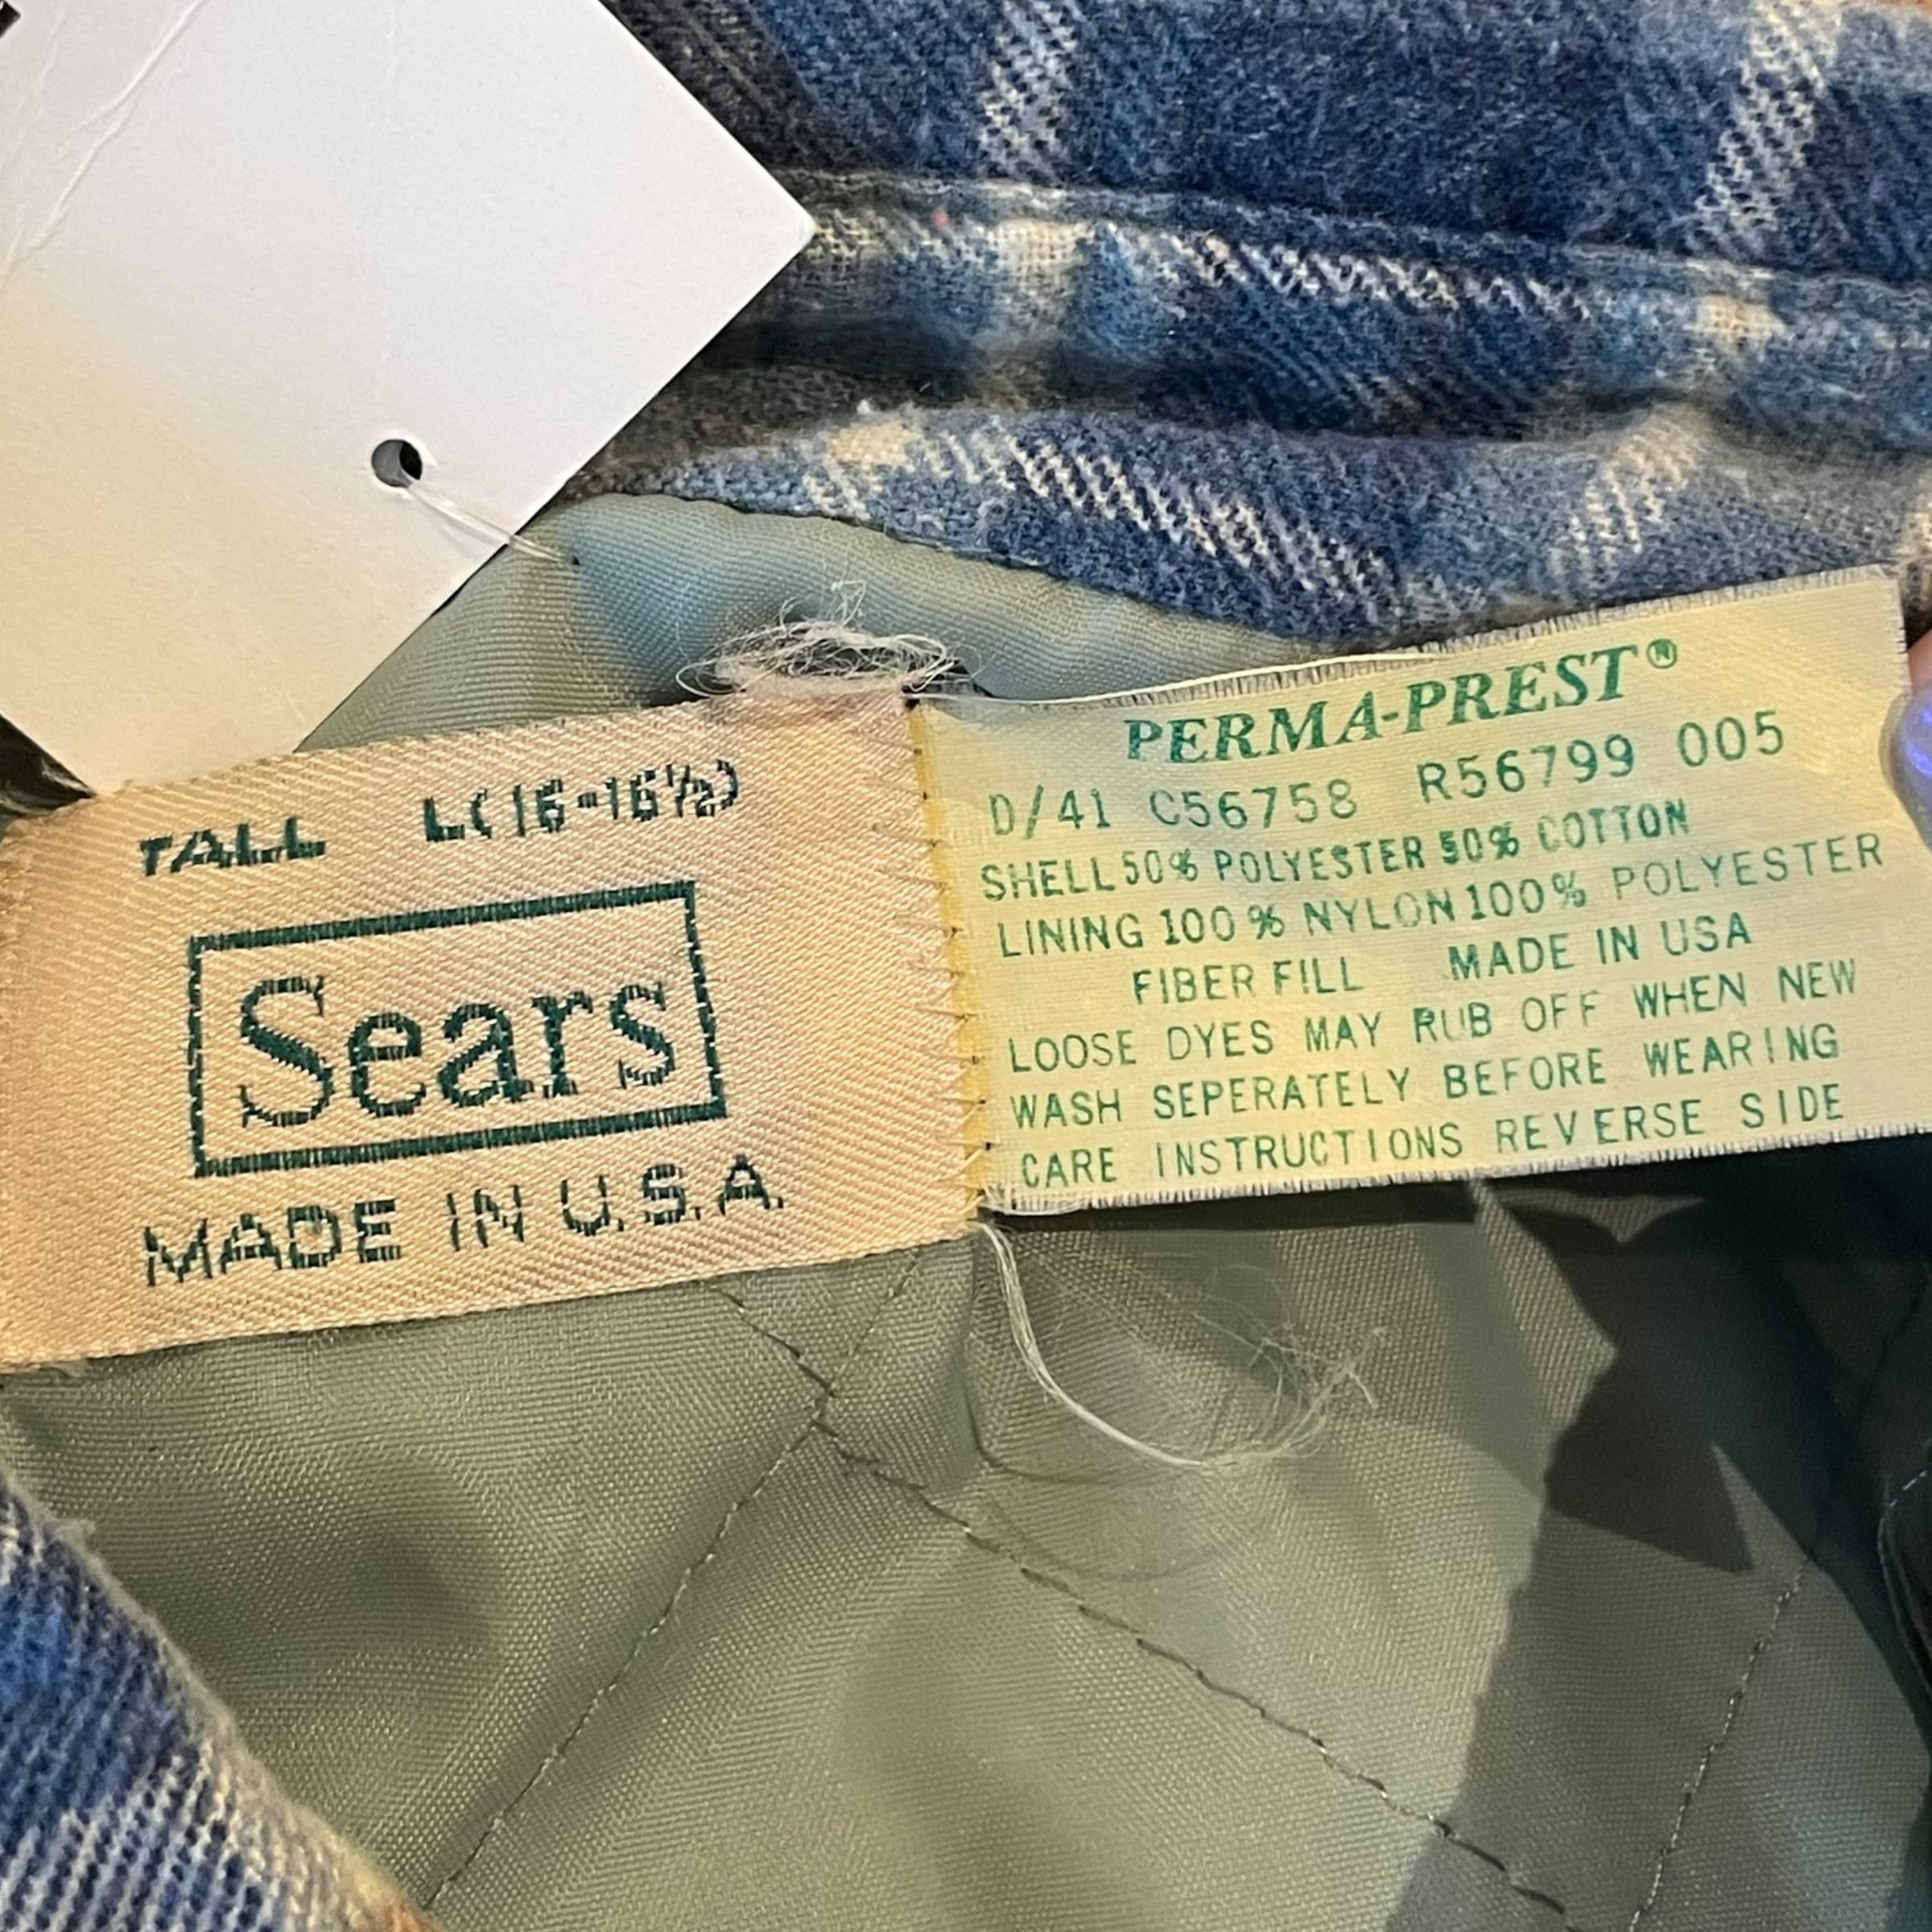 TALL L(16-16½)
Sears
MADE IN U.S.A.
PERMA-PREST®
D/41 C56758 R56799 005
SHELL 50% POLYESTER 50% COTTON
LINING 100% NYLON 100% POLYESTER
FIBER FILL MADE IN USA
LOOSE DYES MAY RUB OFF WHEN NEW
WASH SEPERATELY BEFORE WEARING
CARE INSTRUCTIONS REVERSE SIDE